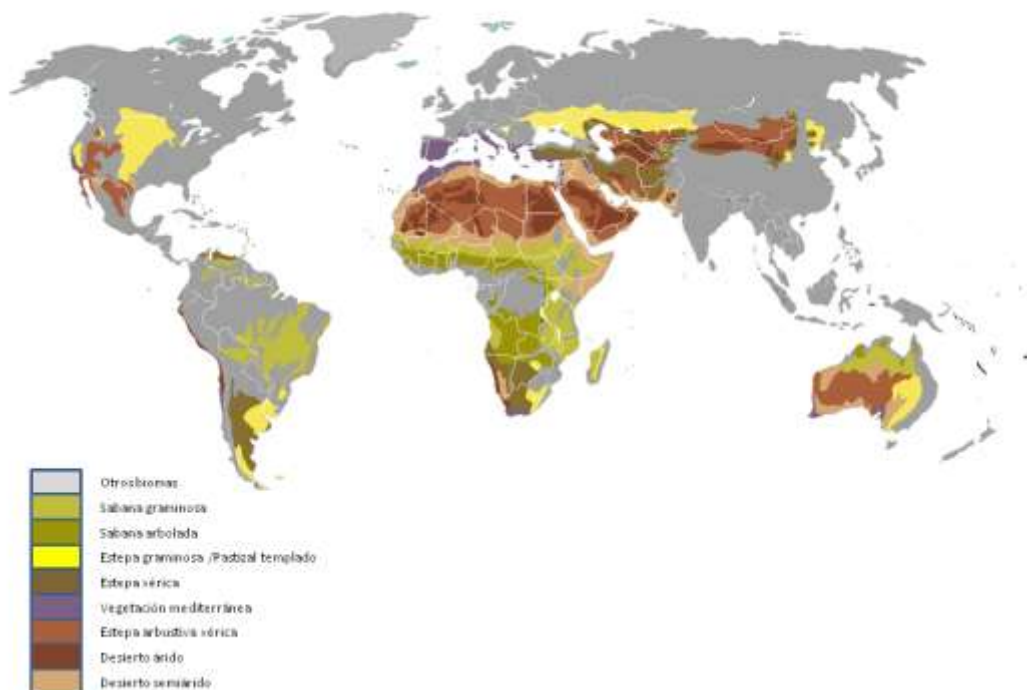 Otros biomas
Sabana graminosa
Sabana arbolada
Estepa graminosa /Pastizal templado
Estepa xérica
Vegetación mediterránea
Estepa arbustiva xérica
Desierto árido
Desierto semiárido